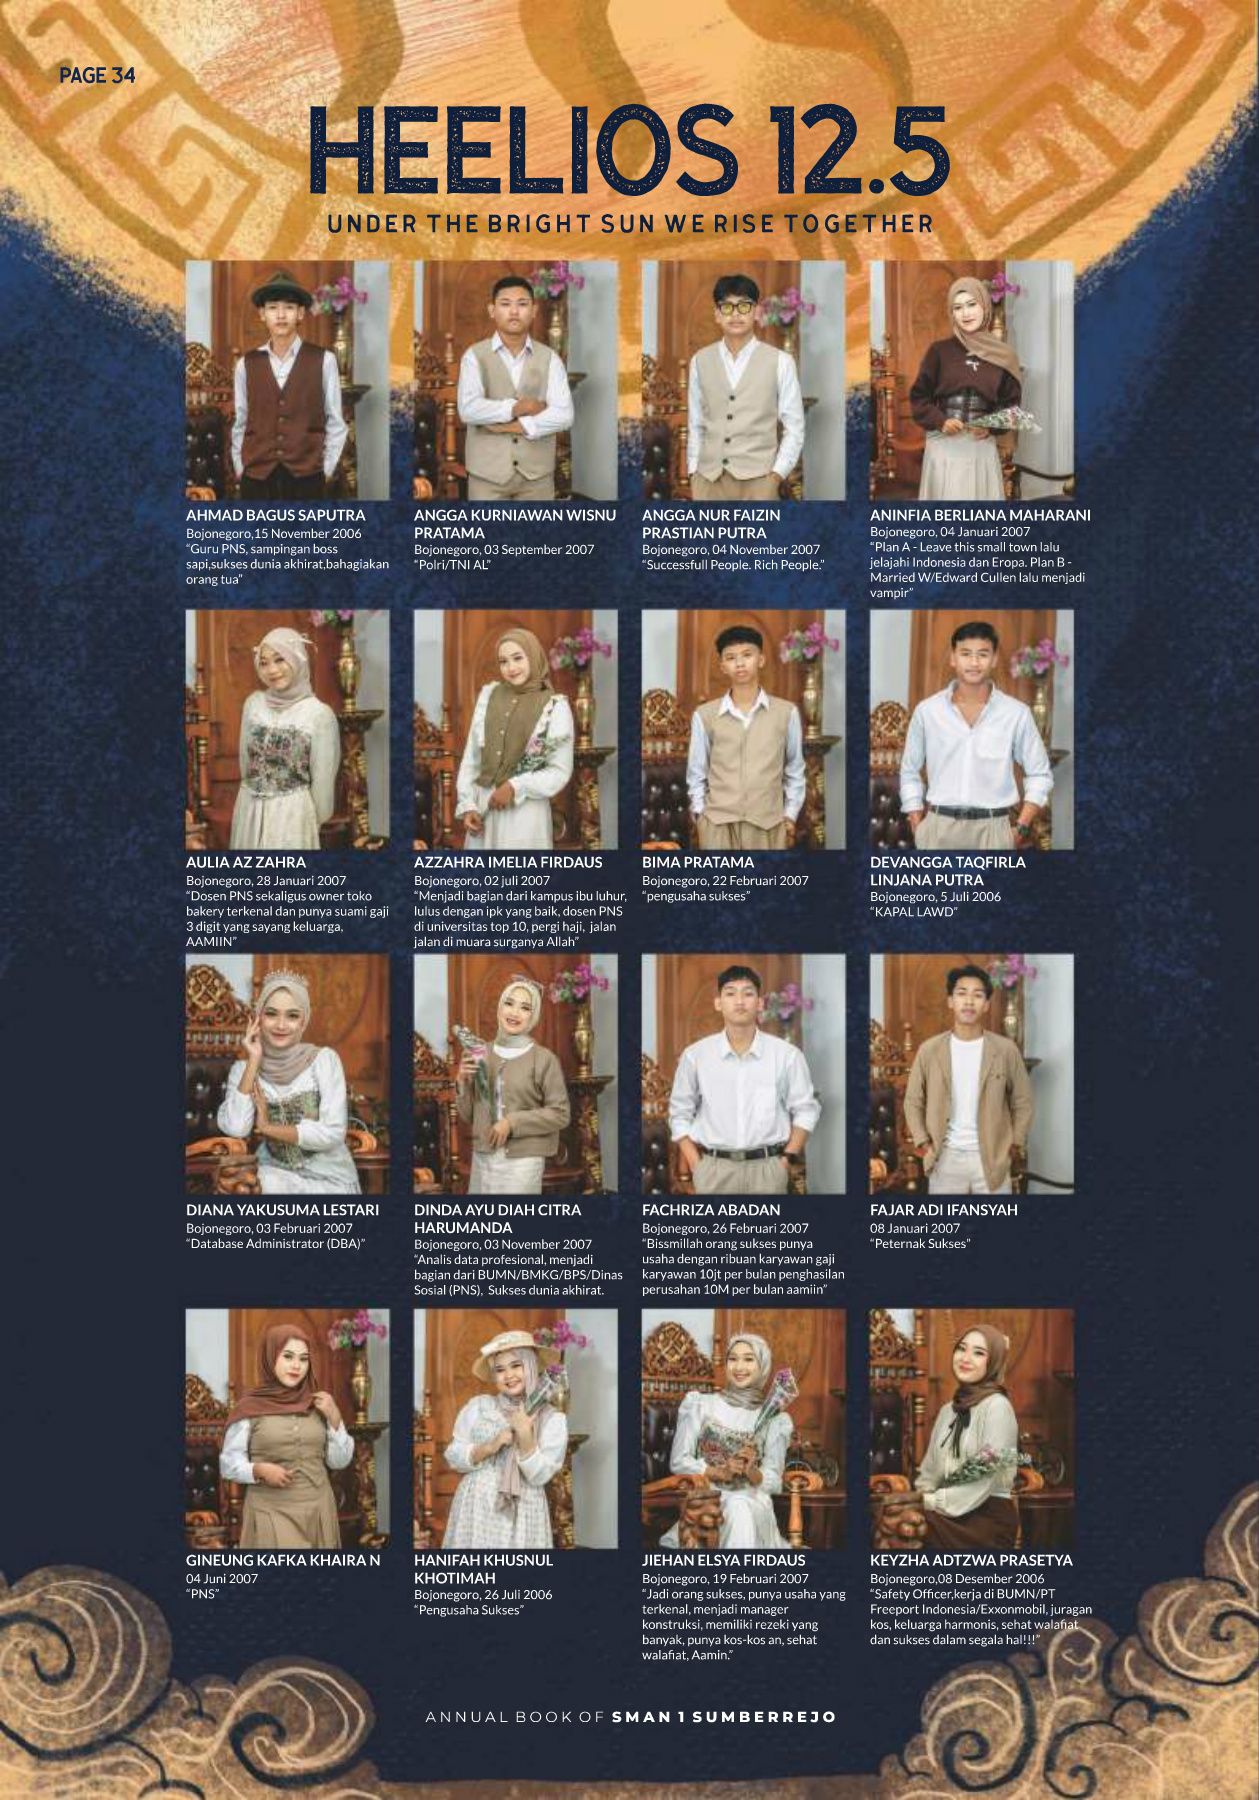 PAGE 34
HEELIOS 12.5
UNDER THE BRIGHT SUN WE RISE TOGETHER
AHMAD BAGUS SAPUTRA
Bojonegoro,15 November 2006
“Guru PNS, sampingan boss
sapi,sukses dunia akhirat,bahagiakan
orang tua”
ANGGA KURNIAWAN WISNU
PRATAMA
Bojonegoro, 03 September 2007
“Polri/TNI AL”
ANGGA NUR FAIZIN
PRASTIAN PUTRA
Bojonegoro, 04 November 2007
“Successfull People. Rich People.”
ANINFIA BERLIANA MAHARANI
Bojonegoro, 04 Januari 2007
“Plan A - Leave this small town lalu
jelajahi Indonesia dan Eropa. Plan B -
Married W/Edward Cullen lalu menjadi
vampir”
AULIA AZ ZAHRA
Bojonegoro, 28 Januari 2007
“Dosen PNS sekaligus owner toko
bakery terkenal dan punya suami gaji
3 digit yang sayang keluarga,
AAMIIN”
AZZAHRA IMELIA FIRDAUS
Bojonegoro, 02 juli 2007
“Menjadi bagian dari kampus ibu luhur,
lulus dengan ipk yang baik, dosen PNS
di universitas top 10, pergi haji, jalan
jalan di muara surganya Allah”
BIMA PRATAMA
Bojonegoro, 22 Februari 2007
“pengusaha sukses”
DEVANGGA TAQFIRLA
LINJANA PUTRA
Bojonegoro, 5 Juli 2006
“KAPAL LAWD”
DIANA YAKUSUMA LESTARI
Bojonegoro, 03 Februari 2007
“Database Administrator (DBA)”
DINDA AYU DIAH CITRA
HARUMANDA
Bojonegoro, 03 November 2007
“Analis data profesional, menjadi
bagian dari BUMN/BMKG/BPS/Dinas
Sosial (PNS), Sukses dunia akhirat.
FACHRIZA ABADAN
Bojonegoro, 26 Februari 2007
“Bissmillah orang sukses punya
usaha dengan ribuan karyawan gaji
karyawan 10jt per bulan penghasilan
perusahan 10M per bulan aamiin”
FAJAR ADI IFANSYAH
08 Januari 2007
“Peternak Sukses”
GINEUNG KAFKA KHAIRA N
04 Juni 2007
“PNS”
HANIFAH KHUSNUL
KHOTIMAH
Bojonegoro, 26 Juli 2006
“Pengusaha Sukses”
JIEHAN ELSYA FIRDAUS
Bojonegoro, 19 Februari 2007
“Jadi orang sukses, punya usaha yang
terkenal, menjadi manager
konstruksi, memiliki rezeki yang
banyak, punya kos-kos an, sehat
walafiat, Aamin.”
KEYZHA ADTZWA PRASETYA
Bojonegoro,08 Desember 2006
“Safety Officer,kerja di BUMN/PT
Freeport Indonesia/Exxonmobil, juragan
kos, keluarga harmonis, sehat walafiat
dan sukses dalam segala hal!!!”
ANNUAL BOOK OF SMAN 1 SUMBERREJO